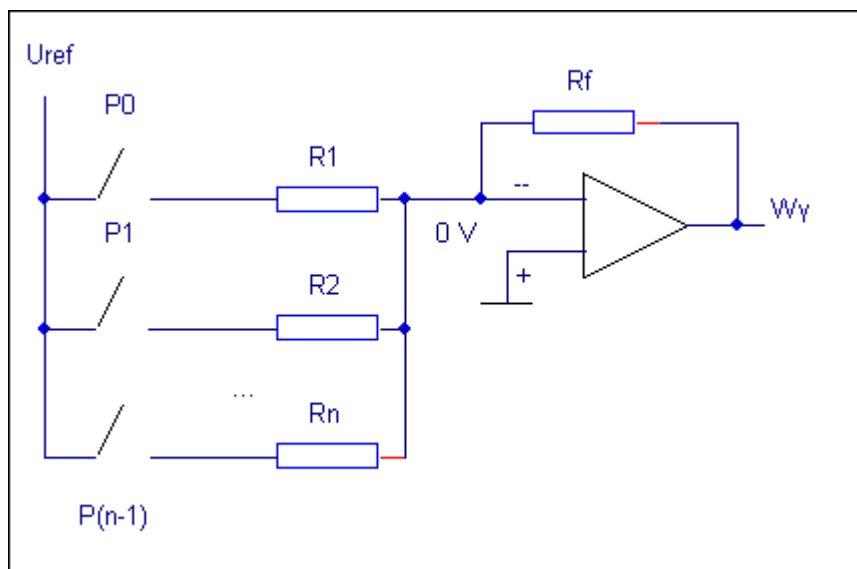 Uref
P0
Rf
R1
--
Wy
P1
0 V
+
R2
...
Rn
P(n-1)